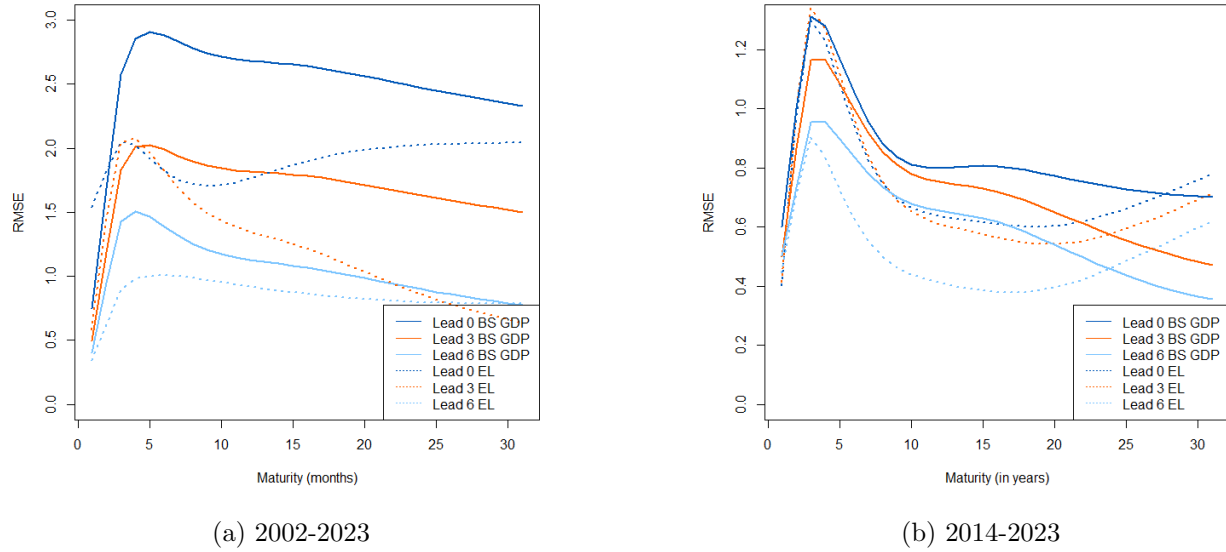 RMSE
3.0
2.5
2.0
1.5
1.0
0.5
0.0
Lead 0 BS GDP
Lead 3 BS GDP
Lead 6 BS GDP
Lead 0 EL
Lead 3 EL
Lead 6 EL
0 5 10 15 20 25 30
Maturity (months)
(a) 2002-2023
RMSE
1.2
1.0
0.8
0.6
0.4
0.2
0.0
Lead 0 BS GDP
Lead 3 BS GDP
Lead 6 BS GDP
Lead 0 EL
Lead 3 EL
Lead 6 EL
0 5 10 15 20 25 30
Maturity (in years)
(b) 2014-2023